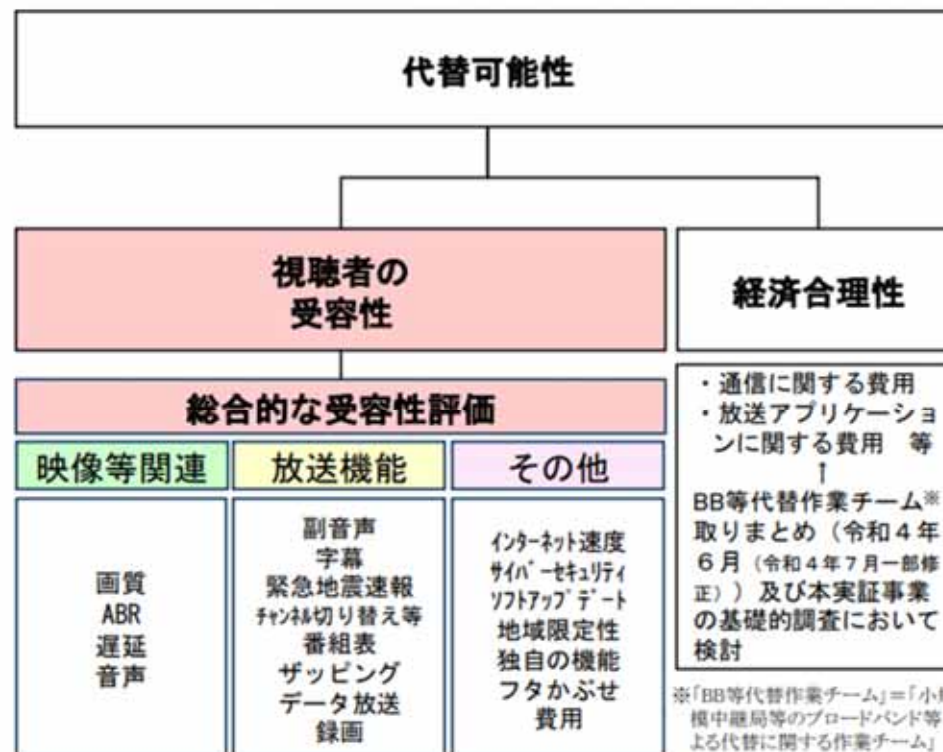 代替可能性
視聴者の
受容性
経済合理性
総合的な受容性評価
映像等関連
放送機能
その他
画質
ABR
遅延
音声
副音声
字幕
緊急地震速報
ﾁｬﾝﾈﾙ切り替え等
番組表
ザッピング
データ放送
録画
ｲﾝﾀｰﾈｯﾄ速度
ｻｲﾊﾞｰｾｷｭﾘﾃｨ
ｿﾌﾄｱｯﾌﾟﾃﾞｰﾄ
地域限定性
独自の機能
フタかぶせ
費用
・通信に関する費用
・放送アプリケーショ
ンに関する費用　等
↑
BB等代替作業チーム※
取りまとめ（令和４年
６月（令和４年７月一部修
正））及び本実証事業
の基礎的調査において
検討
※「BB等代替作業チーム」＝「小規
模中継局等のブロードバンド等
よる代替に関する作業チーム」